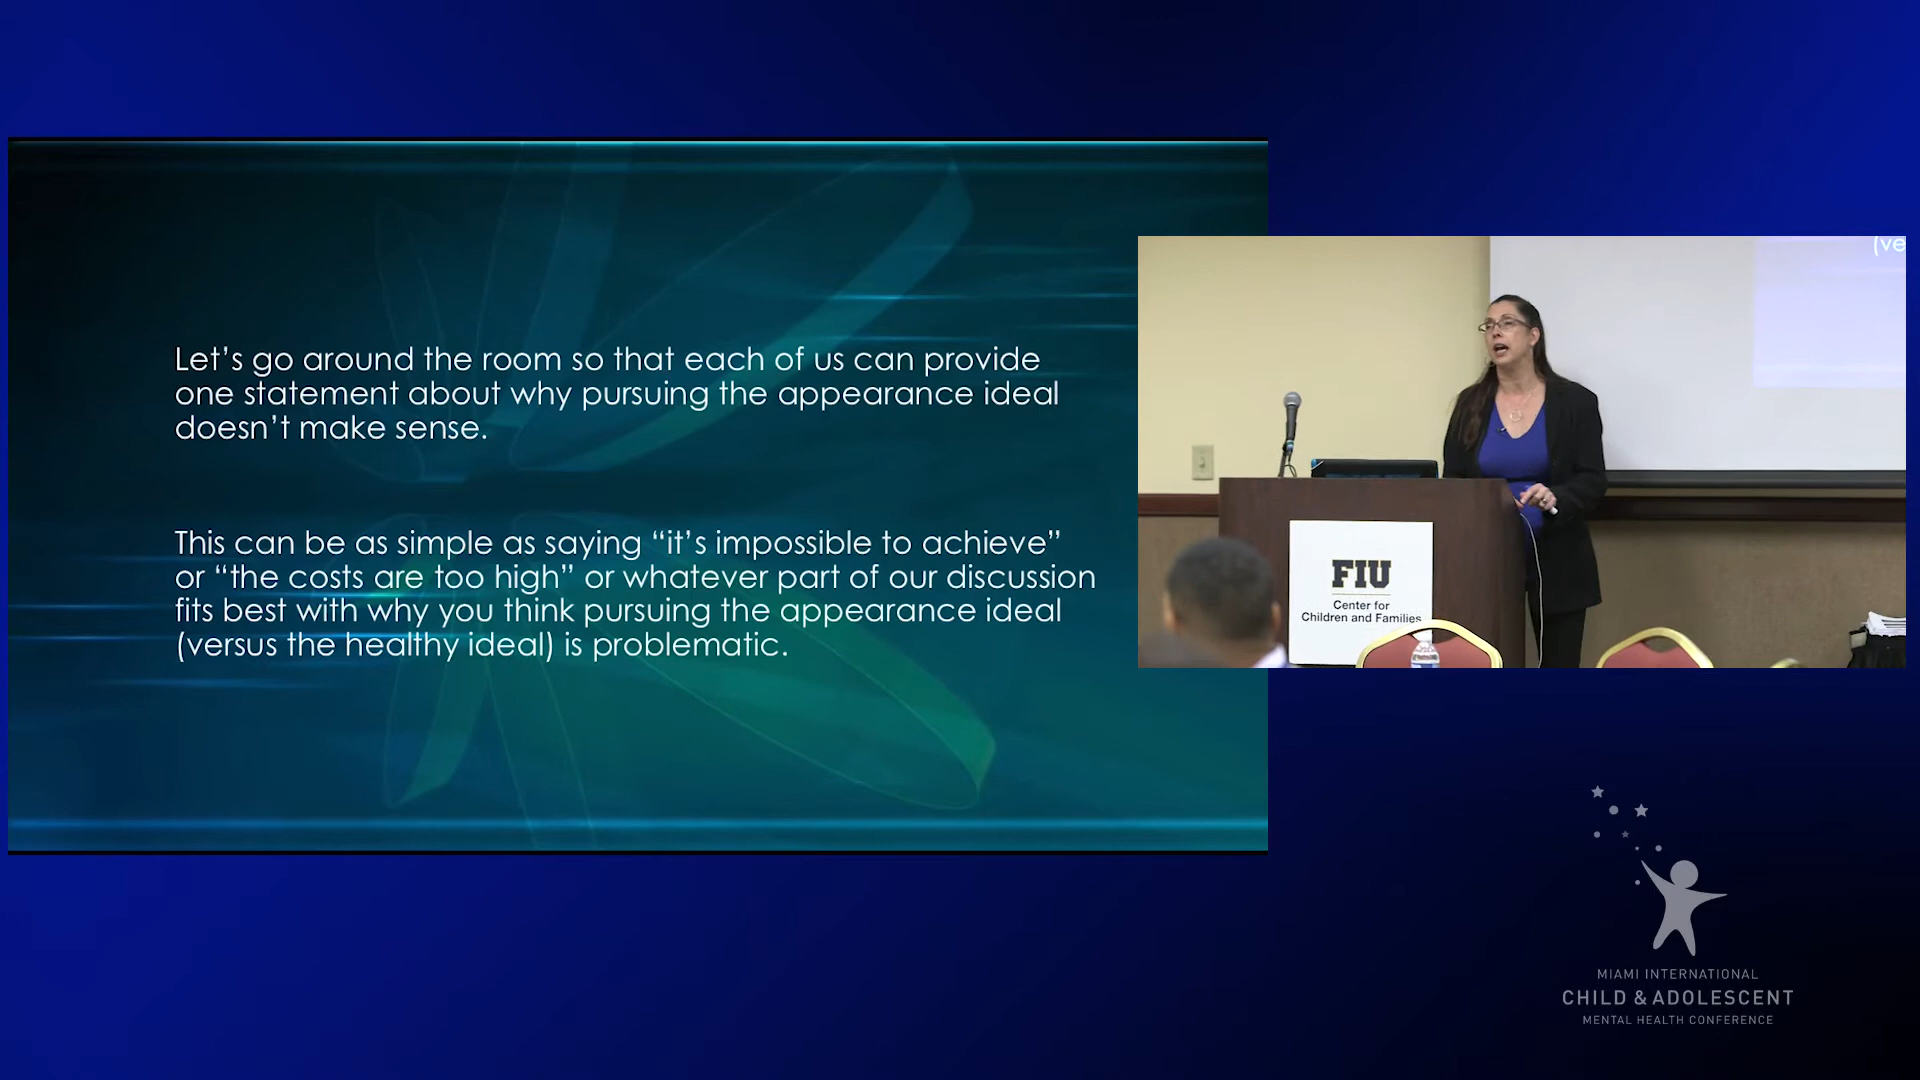 Let’s go around the room so that each of us can provide
one statement about why pursuing the appearance ideal
doesn’t make sense.
This can be as simple as saying “it’s impossible to achieve”
or “the costs are too high” or whatever part of our discussion
fits best with why you think pursuing the appearance ideal
(versus the healthy ideal) is problematic.
(ve
FIU
Center for
Children and Families
MIAMI INTERNATIONAL
CHILD & ADOLESCENT
MENTAL HEALTH CONFERENCE